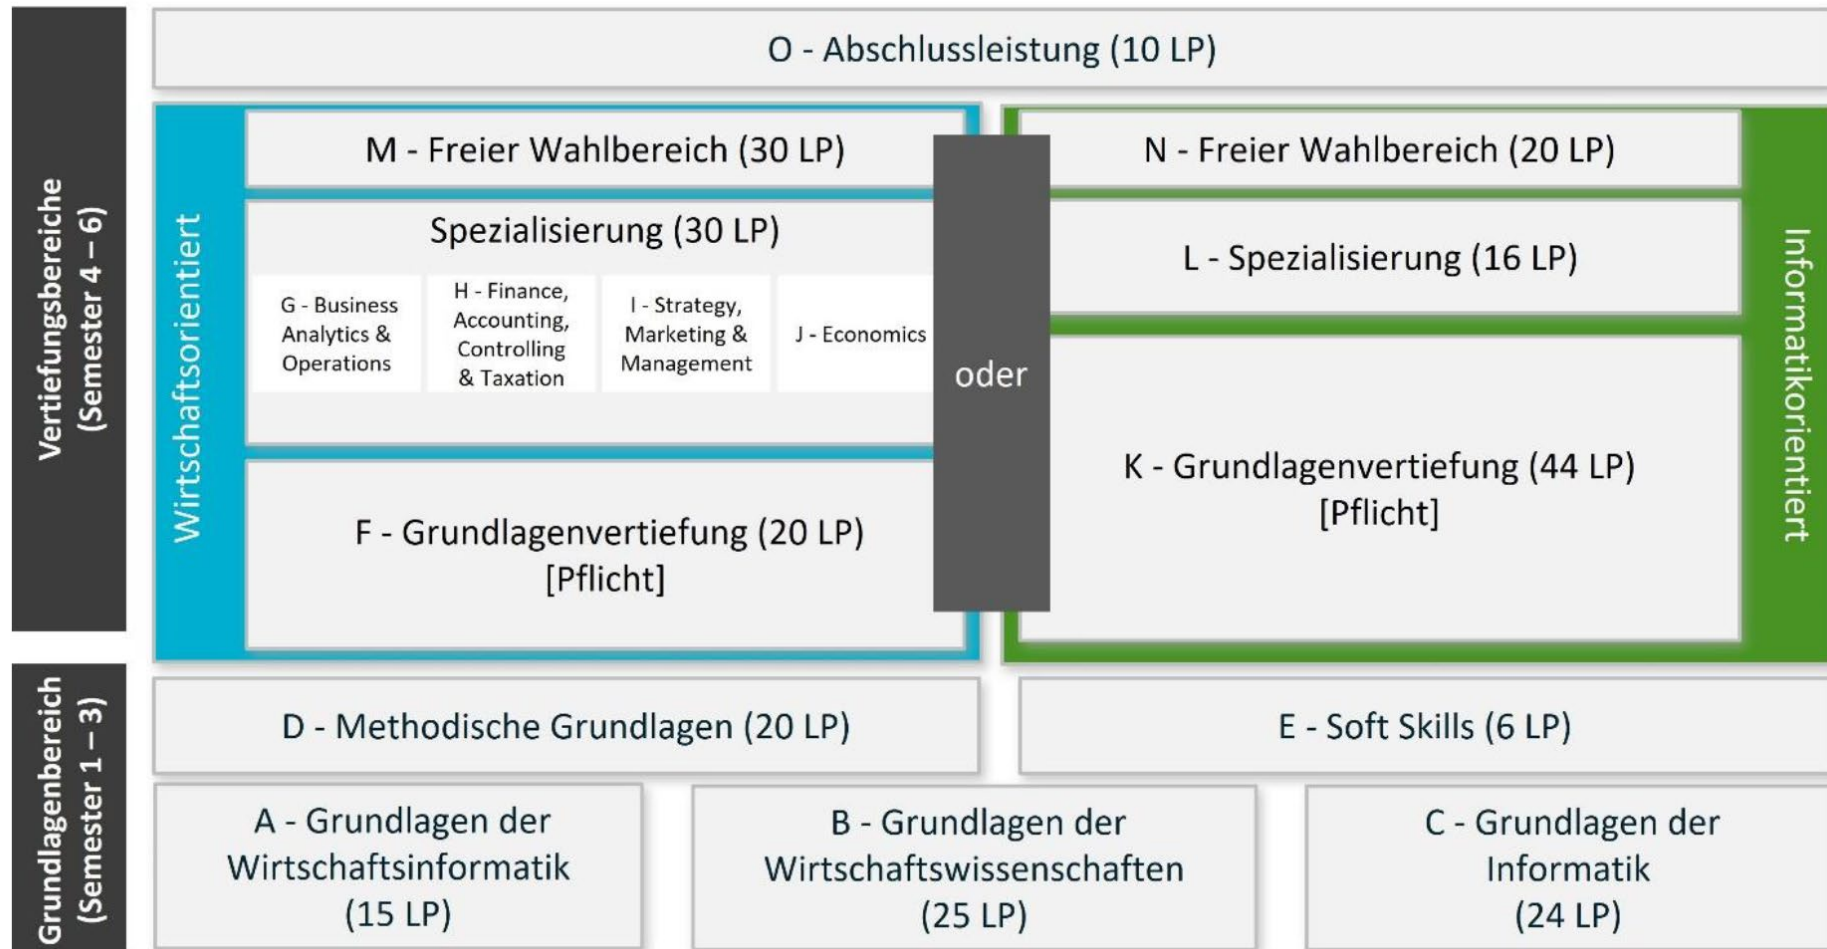 O - Abschlussleistung (10 LP)
Vertiefungsbereiche
(Semester 4 – 6)
Wirtschaftsorientiert
M - Freier Wahlbereich (30 LP)
Spezialisierung (30 LP)
G - Business
Analytics &
Operations
H - Finance,
Accounting,
Controlling
& Taxation
I - Strategy,
Marketing &
Management
J - Economics
F - Grundlagenvertiefung (20 LP)
[Pflicht]
oder
N - Freier Wahlbereich (20 LP)
L - Spezialisierung (16 LP)
K - Grundlagenvertiefung (44 LP)
[Pflicht]
Informatikorientiert
Grundlagenbereich
(Semester 1 – 3)
D - Methodische Grundlagen (20 LP)
E - Soft Skills (6 LP)
A - Grundlagen der
Wirtschaftsinformatik
(15 LP)
B - Grundlagen der
Wirtschaftswissenschaften
(25 LP)
C - Grundlagen der
Informatik
(24 LP)